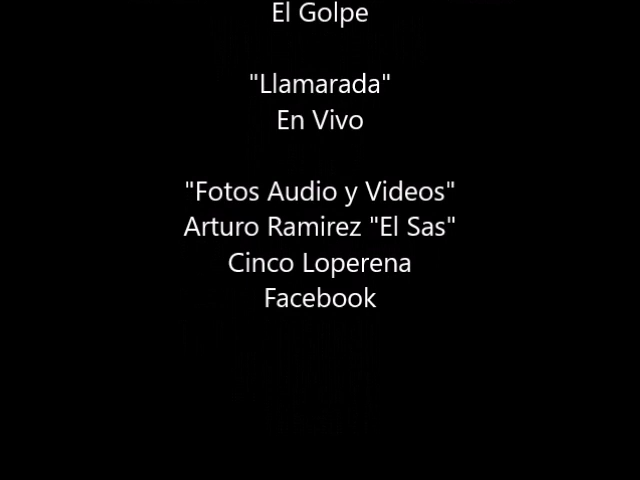 El Golpe
"Llamarada"
En Vivo
"Fotos Audio y Videos"
Arturo Ramirez "El Sas"
Cinco Loperena
Facebook